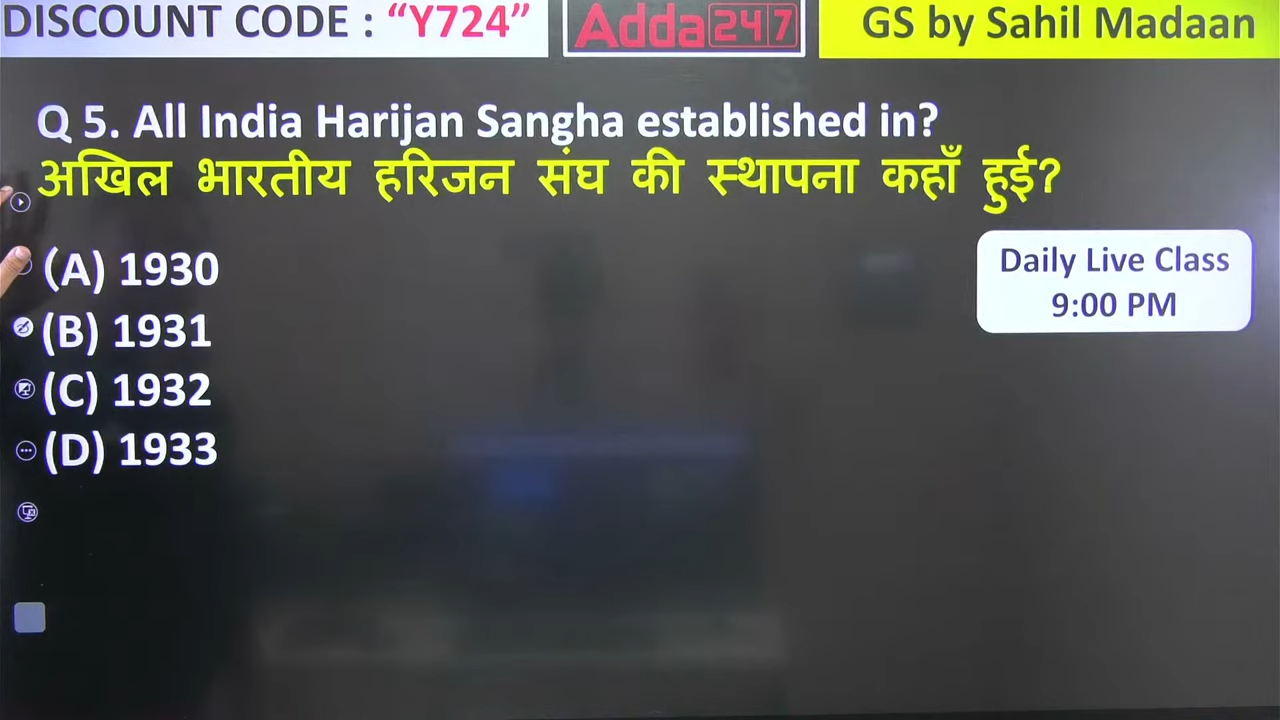 DISCOUNT CODE : “Y724”
Adda247
GS by Sahil Madaan
Q 5. All India Harijan Sangha established in?
अखिल भारतीय हरिजन संघ की स्थापना कहाँ हुई?
(A) 1930
(B) 1931
(C) 1932
(D) 1933
Daily Live Class
9:00 PM